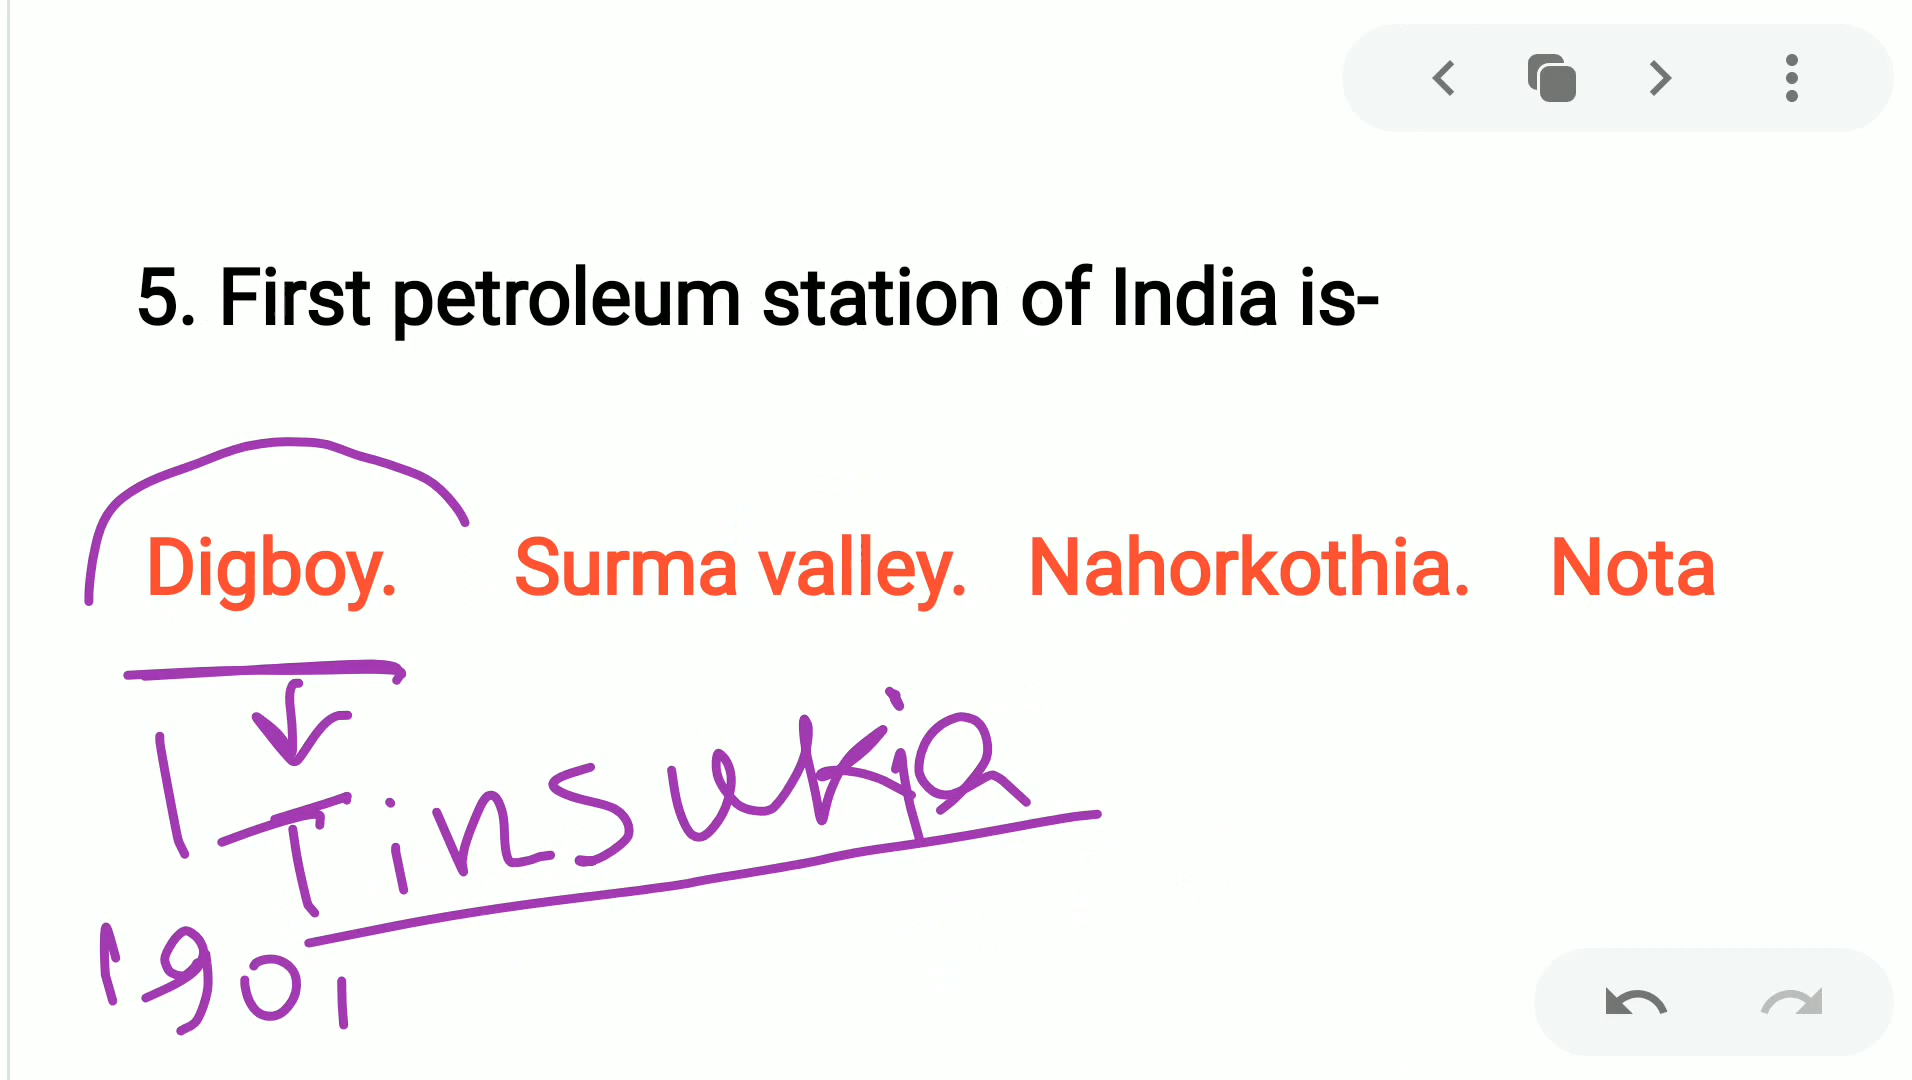 5. First petroleum station of India is-
Digboy. Surma valley. Nahorkothia. Nota
Tinsukia
1901